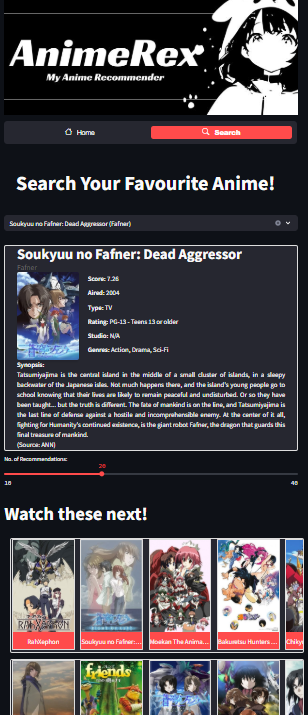 AnimeRex
My Anime Recommender
Home
Search
Search Your Favourite Anime!
Soukyuu no Fafner: Dead Aggressor (Fafner)
Soukyuu no Fafner: Dead Aggressor
Fafner
Score: 7.26
Aired: 2004
Type: TV
Rating: PG-13 - Teens 13 or older
Studio: N/A
Genres: Action, Drama, Sci-Fi
Synopsis:
Tatsumiyajima is the central island in the middle of a small cluster of islands, in a sleepy
backwater of the Japanese isles. Not much happens there, and the island's young people go to
school knowing that their lives are likely to remain peaceful and undisturbed. Or so they have
been taught... but the truth is different. The fate of mankind is on the line, and Tatsumiyajima is
the last line of defense against a hostile and incomprehensible enemy. At the center of it all,
fighting for Humanity's continued existence, is the giant robot Fafner, the dragon that guards this
final treasure of mankind.
(Source: ANN)
No. of Recommendations:
20
10
40
Watch these next!
RAHXEPHON
RahXephon
Soukyuu no Fafner:...
Moekan The Anima...
Bakuretsu Hunters ...
Chikyu
friends